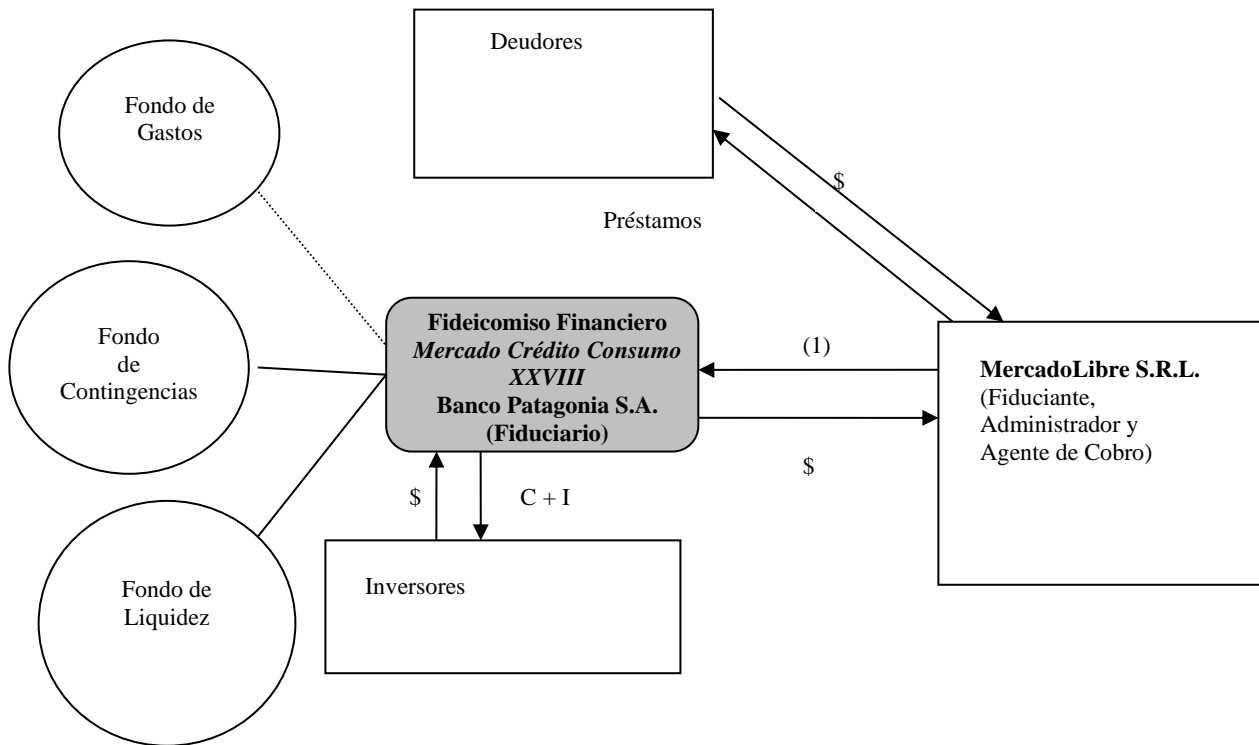 Deudores
Fondo de
Gastos
$
Préstamos
Fondo
de
Contingencias
Fideicomiso Financiero
Mercado Crédito Consumo
XXVIII
Banco Patagonia S.A.
(Fiduciario)
(1)
MercadoLibre S.R.L.
(Fiduciante,
Administrador y
Agente de Cobro)
$
$
C + I
Fondo de
Liquidez
Inversores